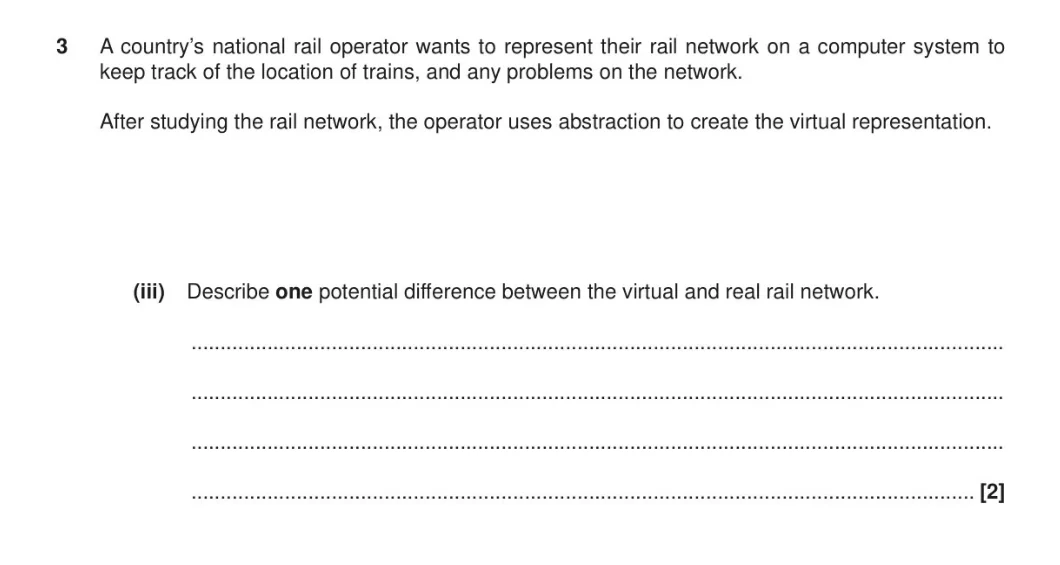 3 A country's national rail operator wants to represent their rail network on a computer system to
keep track of the location of trains, and any problems on the network.
After studying the rail network, the operator uses abstraction to create the virtual representation.
(iii) Describe one potential difference between the virtual and real rail network.
...................................................................................................................................
...................................................................................................................................
...................................................................................................................................
.............................................................................................................................. [2]